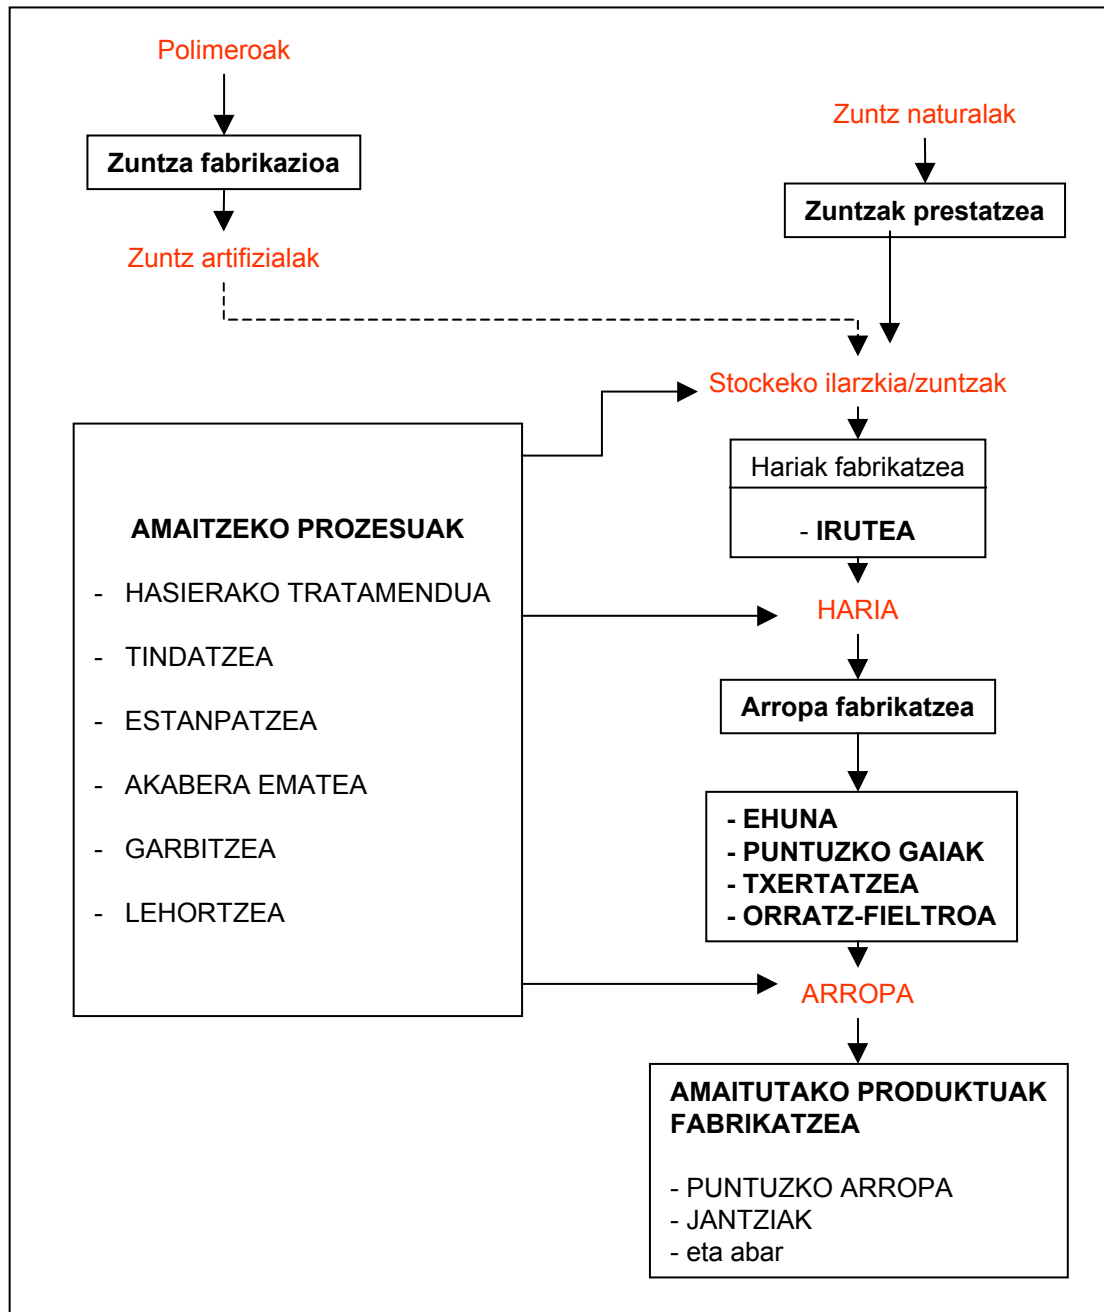 Polimeroak
Zuntz naturalak
Zuntza fabrikazioa
Zuntzak prestatzea
Zuntz artifizialak
Stockeko ilarzkia/zuntzak
Hariak fabrikatzea
- IRUTEA
AMAITZEKO PROZESUAK
- HASIERAKO TRATAMENDUA
- TINDATZEA
- ESTANPATZEA
- AKABERA EMATEA
- GARBITZEA
- LEHORTZEA
HARIA
Arropa fabrikatzea
- EHUNA
- PUNTUZKO GAIAK
- TXERTATZEA
- ORRATZ-FIELTROA
ARROPA
AMAITUTAKO PRODUKTUAK
FABRIKATZEA
- PUNTUZKO ARROPA
- JANTZIAK
- eta abar